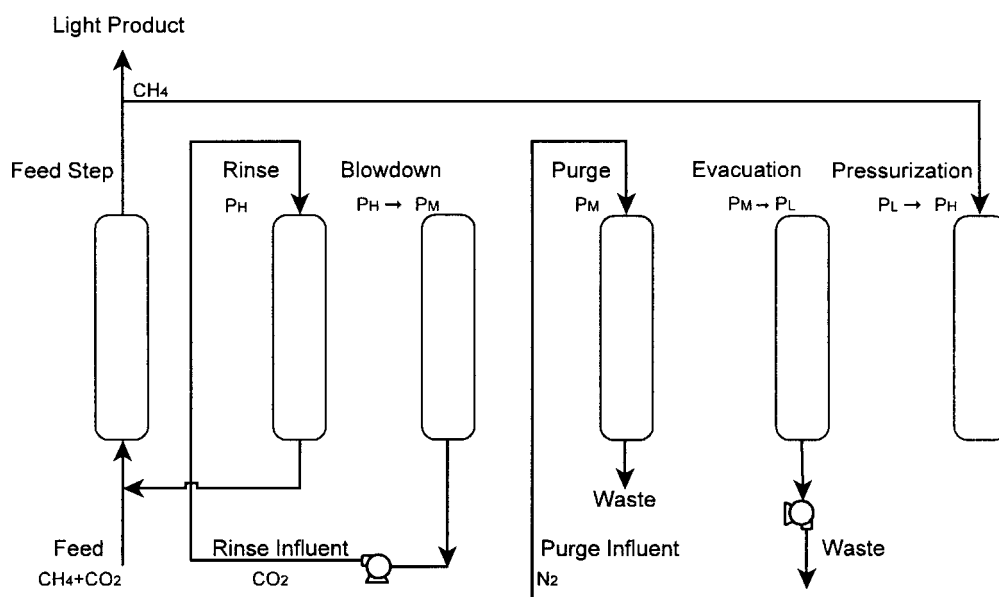 Light Product
CH4
Feed Step
Rinse
Blowdown
Purge
Evacuation
Pressurization
PH
PH → PM
PM
PM → PL
PL → PH
Waste
Feed
Rinse Influent
Purge Influent
Waste
CH4+CO2
CO2
N2